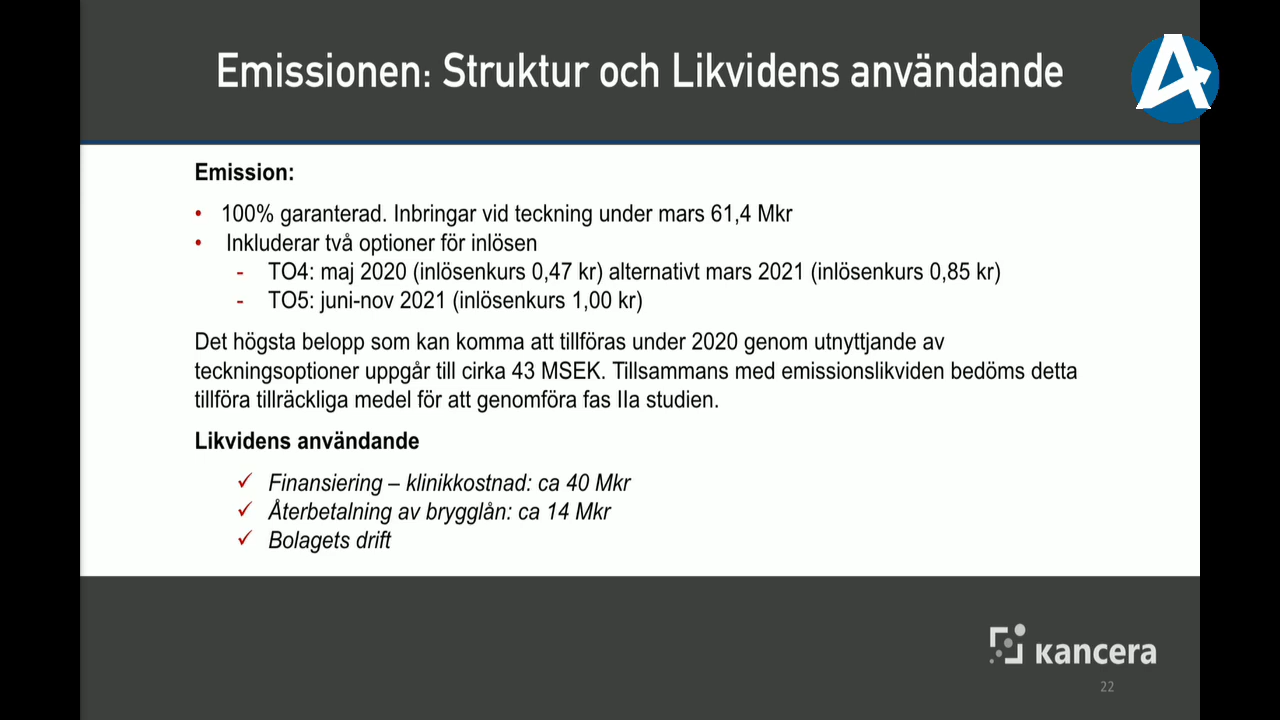 Emissionen: Struktur och Likvidens användande
Emission:
• 100% garanterad. Inbringar vid teckning under mars 61,4 Mkr
• Inkluderar två optioner för inlösen
- TO4: maj 2020 (inlösenkurs 0,47 kr) alternativt mars 2021 (inlösenkurs 0,85 kr)
- TO5: juni-nov 2021 (inlösenkurs 1,00 kr)
Det högsta belopp som kan komma att tillföras under 2020 genom utnyttjande av
teckningsoptioner uppgår till cirka 43 MSEK. Tillsammans med emissionslikviden bedöms detta
tillföra tillräckliga medel för att genomföra fas IIa studien.
Likvidens användande
✓ Finansiering – klinikkostnad: ca 40 Mkr
✓ Återbetalning av brygglån: ca 14 Mkr
✓ Bolagets drift
kancera
22